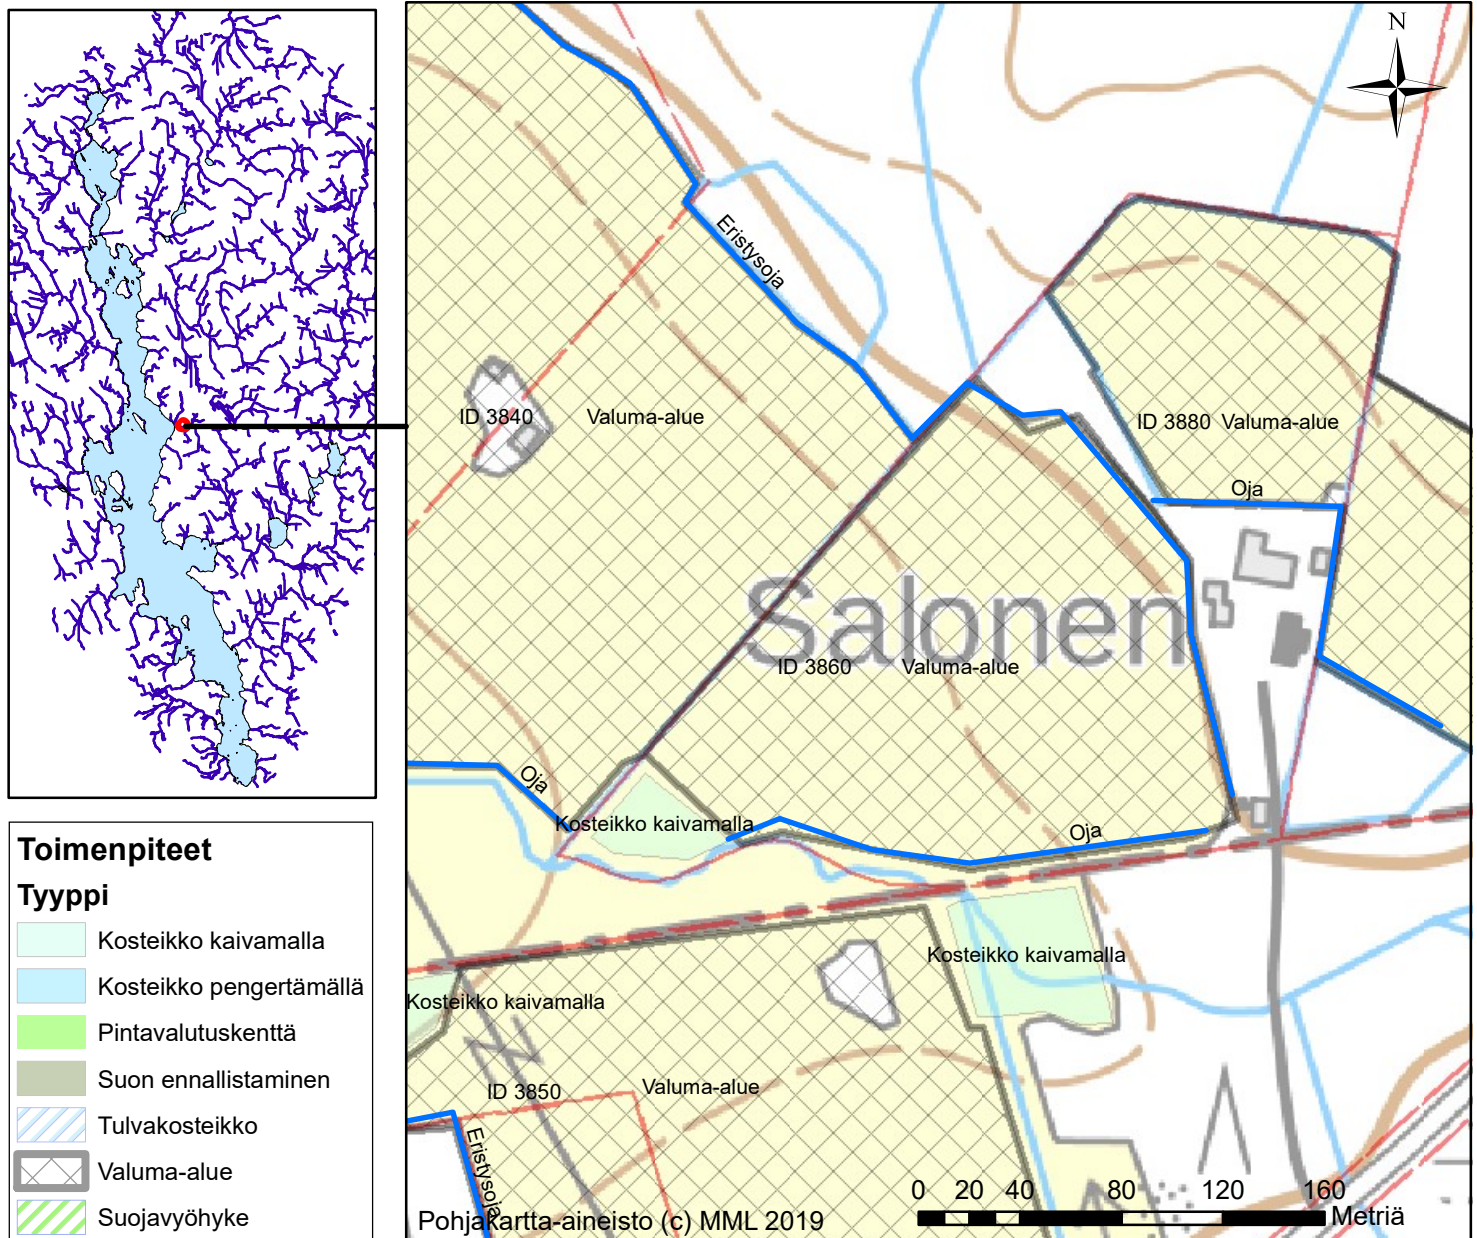 N
Eristysoja
ID 3840
Valuma-alue
ID 3880 Valuma-alue
Oja
Salonen
ID 3860
Valuma-alue
Oja
Kosteikko kaivamalla
Oja
Kosteikko kaivamalla
Kosteikko kaivamalla
ID 3850
Valuma-alue
Eristysoja
0 20 40 80 120 160
Metriä
Pohjakartta-aineisto (c) MML 2019
Toimenpiteet
Tyyppi
Kosteikko kaivamalla
Kosteikko pengertämällä
Pintavalutuskenttä
Suon ennallistaminen
Tulvakosteikko
Valuma-alue
Suojavyöhyke